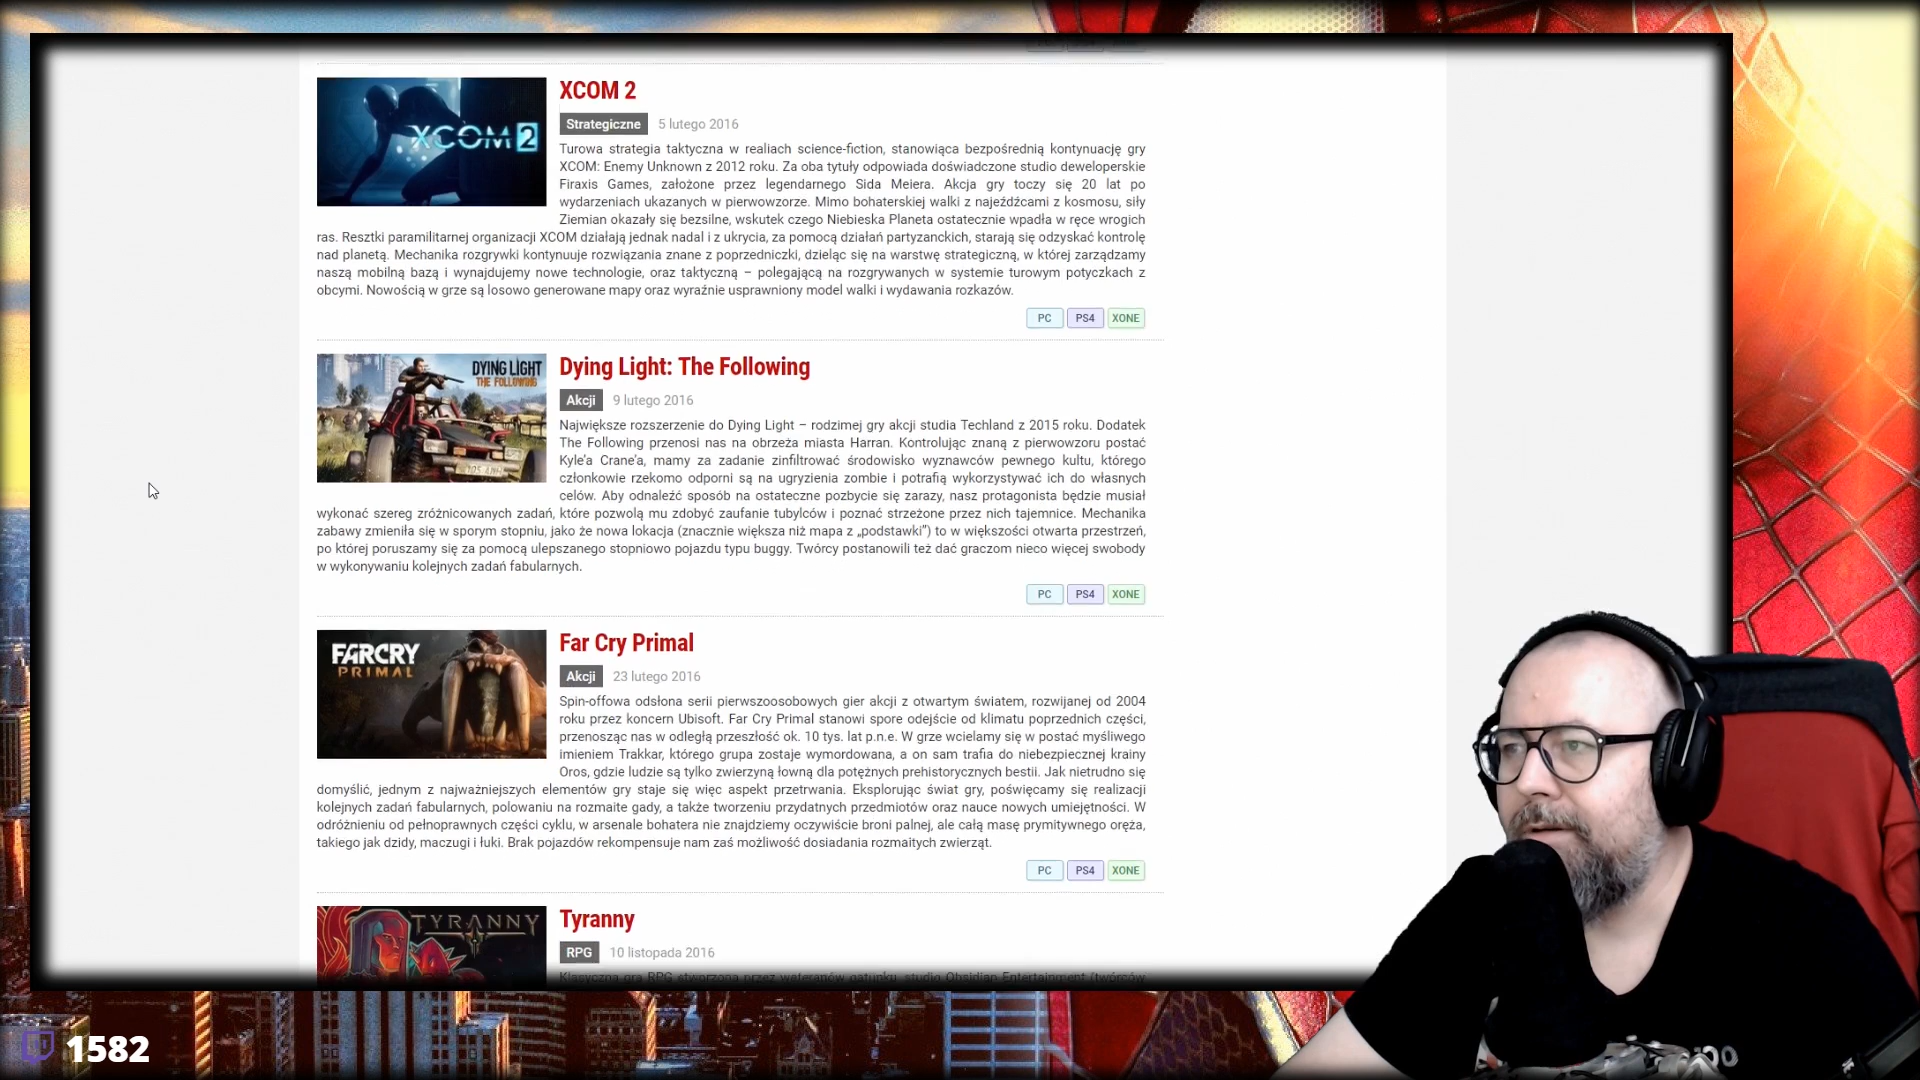 XCOM 2
XCOM 2
Strategiczne 5 lutego 2016
Turowa strategia taktyczna w realiach science-fiction, stanowiąca bezpośrednią kontynuację gry
XCOM: Enemy Unknown z 2012 roku. Za oba tytuły odpowiada doświadczone studio deweloperskie
Firaxis Games, założone przez legendarnego Sida Meiera. Akcja gry toczy się 20 lat po
wydarzeniach ukazanych w pierwowzorze. Mimo bohaterskiej walki z najeźdźcami z kosmosu, siły
Ziemian okazały się bezsilne, wskutek czego Niebieska Planeta ostatecznie wpadła w ręce wrogich
ras. Resztki paramilitarnej organizacji XCOM działają jednak nadal i z ukrycia, za pomocą działań partyzanckich, starają się odzyskać kontrolę
nad planetą. Mechanika rozgrywki kontynuuje rozwiązania znane z poprzedniczki, dzieląc się na warstwę strategiczną, w której zarządzamy
naszą mobilną bazą i wynajdujemy nowe technologie, oraz taktyczną – polegającą na rozgrywanych w systemie turowym potyczkach z
obcymi. Nowością w grze są losowo generowane mapy oraz wyraźnie usprawniony model walki i wydawania rozkazów.
PC PS4 XONE
DYING LIGHT
THE FOLLOWING
Dying Light: The Following
Akcji 9 lutego 2016
Największe rozszerzenie do Dying Light – rodzimej gry akcji studia Techland z 2015 roku. Dodatek
The Following przenosi nas na obrzeża miasta Harran. Kontrolując znaną z pierwowzoru postać
Kyle'a Crane'a, mamy za zadanie zinfiltrować środowisko wyznawców pewnego kultu, którego
członkowie rzekomo odporni są na ugryzienia zombie i potrafią wykorzystywać ich do własnych
celów. Aby odnaleźć sposób na ostateczne pozbycie się zarazy, nasz protagonista będzie musiał
wykonać szereg zróżnicowanych zadań, które pozwolą mu zdobyć zaufanie tubylców i poznać strzeżone przez nich tajemnice. Mechanika
zabawy zmieniła się w sporym stopniu, jako że nowa lokacja (znacznie większa niż mapa z „podstawki”) to w większości otwarta przestrzeń,
po której poruszamy się za pomocą ulepszanego stopniowo pojazdu typu buggy. Twórcy postanowili też dać graczom nieco więcej swobody
w wykonywaniu kolejnych zadań fabularnych.
PC PS4 XONE
FARCRY
PRIMAL
Far Cry Primal
Akcji 23 lutego 2016
Spin-offowa odsłona serii pierwszoosobowych gier akcji z otwartym światem, rozwijanej od 2004
roku przez koncern Ubisoft. Far Cry Primal stanowi spore odejście od klimatu poprzednich części,
przenosząc nas w odległą przeszłość ok. 10 tys. lat p.n.e. W grze wcielamy się w postać myśliwego
imieniem Trakkar, którego grupa zostaje wymordowana, a on sam trafia do niebezpiecznej krainy
Oros, gdzie ludzie są tylko zwierzyną łowną dla potężnych prehistorycznych bestii. Jak nietrudno się
domyślić, jednym z najważniejszych elementów gry staje się więc aspekt przetrwania. Eksplorując świat gry, poświęcamy się realizacji
kolejnych zadań fabularnych, polowaniu na rozmaite gady, a także tworzeniu przydatnych przedmiotów oraz nauce nowych umiejętności. W
odróżnieniu od pełnoprawnych części cyklu, w arsenale bohatera nie znajdziemy oczywiście broni palnej, ale całą masę prymitywnego oręża,
takiego jak dzidy, maczugi i łuki. Brak pojazdów rekompensuje nam zaś możliwość dosiadania rozmaitych zwierząt.
PC PS4 XONE
TYRANNY
Tyranny
RPG 10 listopada 2016
Klasyczna gra RPG stworzona przez weteranów gatunku, studio Obsidian Entertainment (twórców
1582